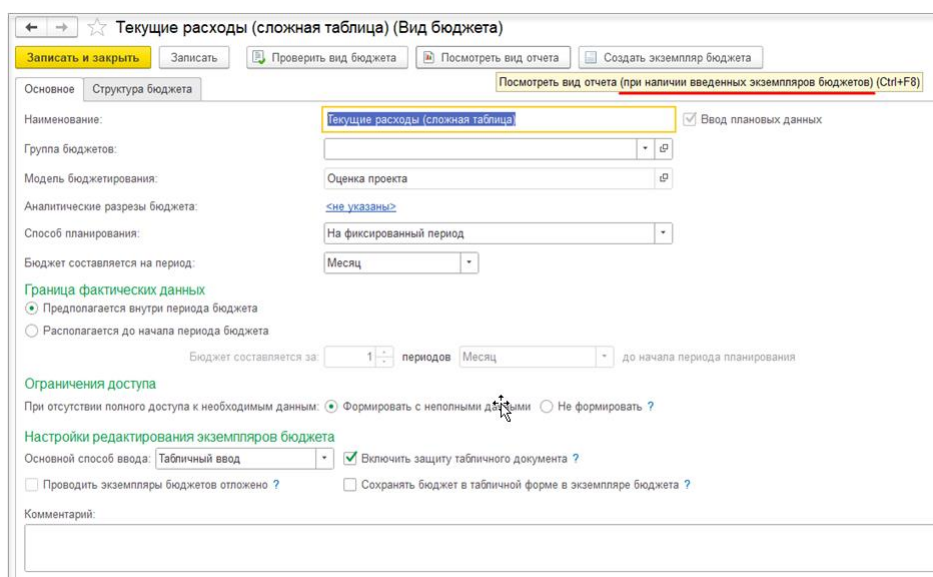 Текущие расходы (сложная таблица) (Вид бюджета)
Записать и закрыть Записать Проверить вид бюджета Посмотреть вид отчета Создать экземпляр бюджета
Посмотреть вид отчета (при наличии введенных экземпляров бюджетов) (Ctrl+F8)
Основное Структура бюджета
Наименование: Текущие расходы (сложная таблица) Ввод плановых данных
Группа бюджетов:
Модель бюджетирования: Оценка проекта
Аналитические разрезы бюджета: <не указаны>
Способ планирования: На фиксированный период
Бюджет составляется на период: Месяц
Граница фактических данных
Предполагается внутри периода бюджета
Располагается до начала периода бюджета
Бюджет составляется за: 1 периодов Месяц до начала периода планирования
Ограничения доступа
При отсутствии полного доступа к необходимым данным: Формировать с неполными данными Не формировать ?
Настройки редактирования экземпляров бюджета
Основной способ ввода: Табличный ввод Включить защиту табличного документа ?
Проводить экземпляры бюджетов отложено ? Сохранять бюджет в табличной форме в экземпляре бюджета ?
Комментарий: